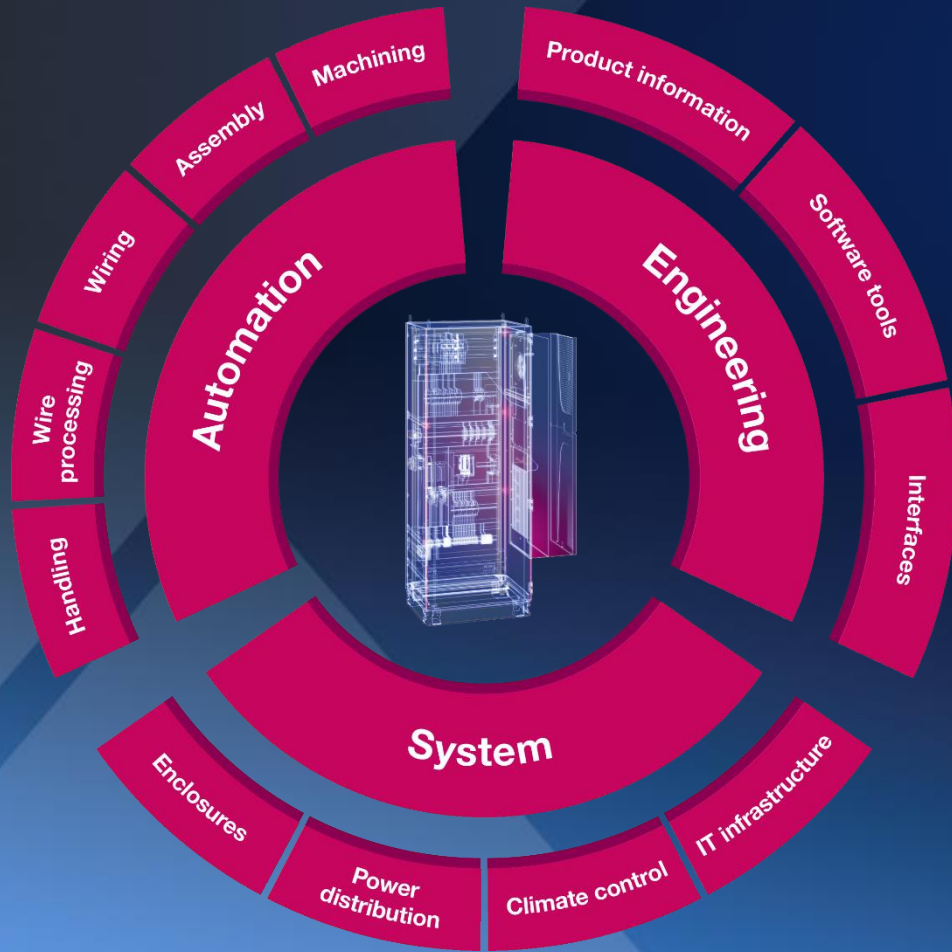 Machining
Assembly
Wiring
Wire
processing
Handling
Automation
Product information
Software tools
Interfaces
Engineering
System
Enclosures
Power
distribution
Climate control
IT infrastructure